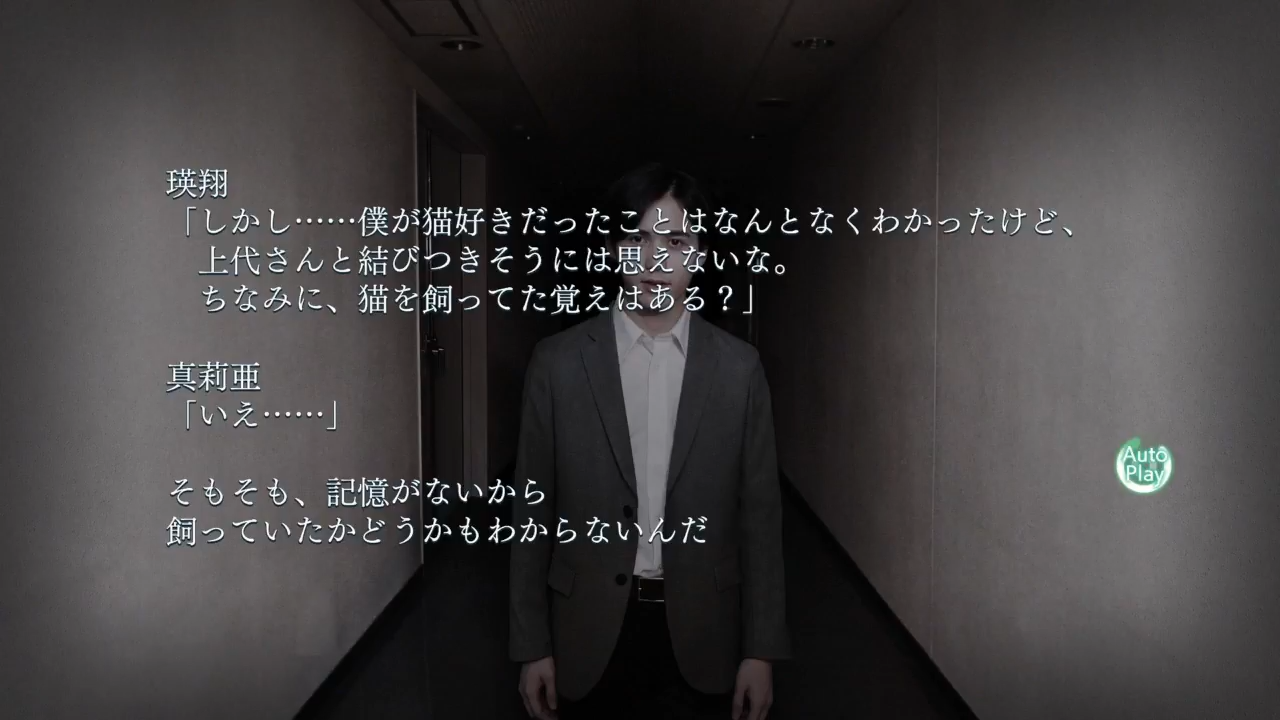 瑛翔
「しかし……僕が猫好きだったことはなんとなくわかったけど、
上代さんと結びつきそうには思えないな。
ちなみに、猫を飼ってた覚えはある？」
真莉亜
「いえ……」
そもそも、記憶がないから
飼っていたかどうかもわからないんだ
Auto
Play